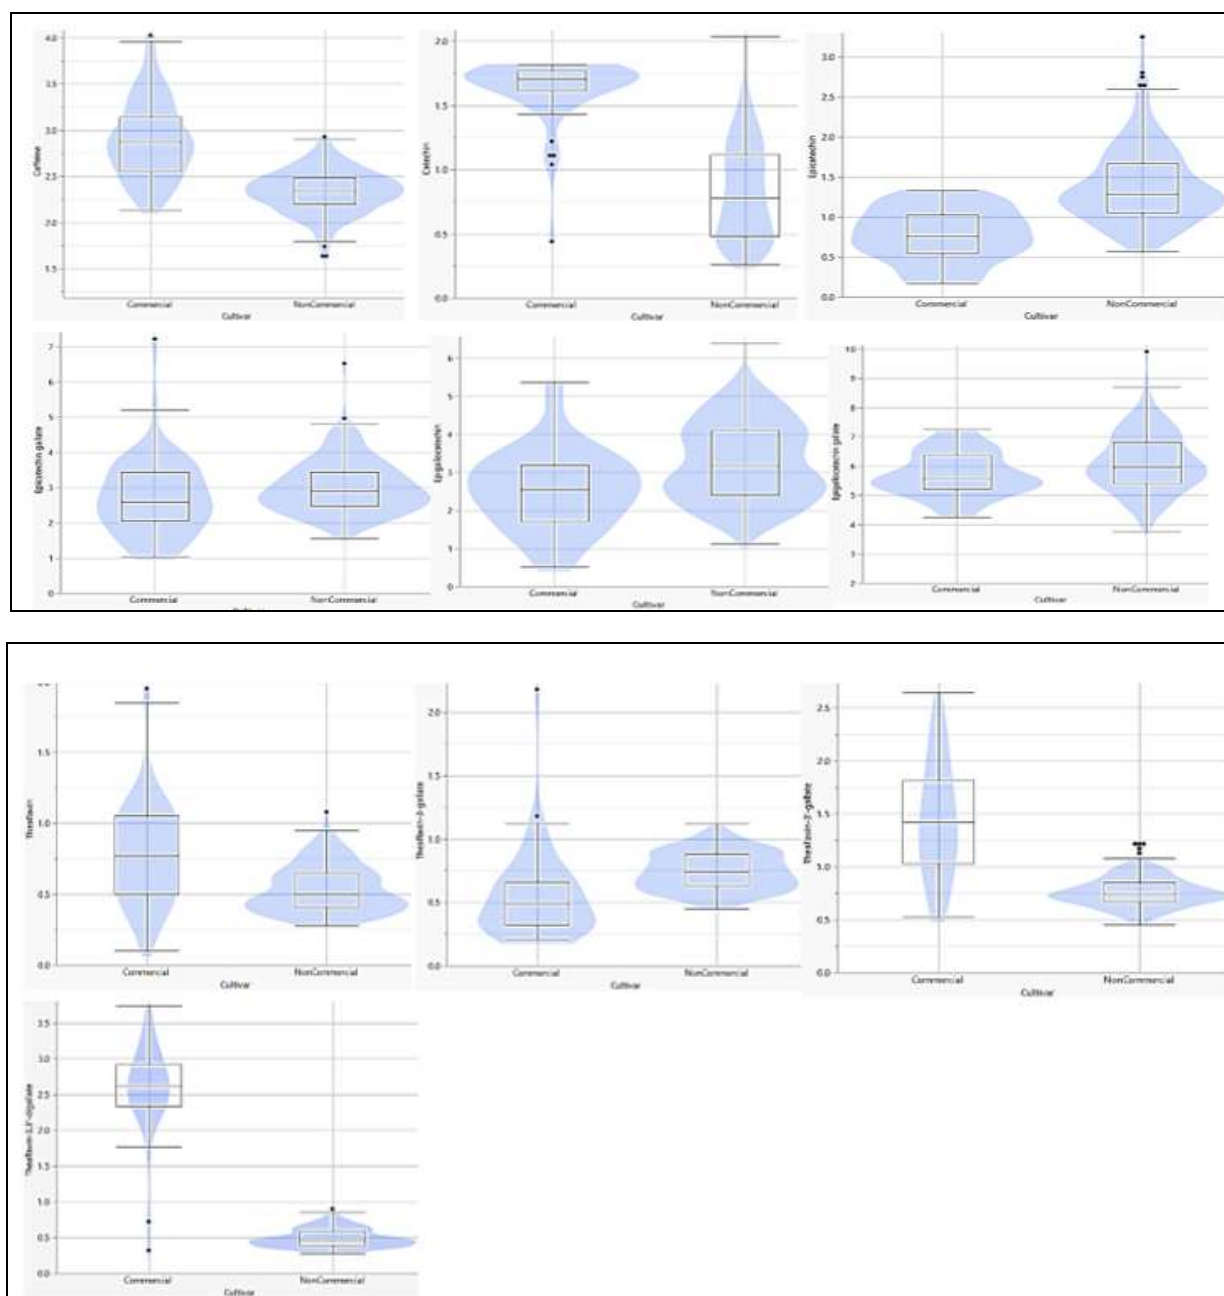 Caffeine
4.0
3.5
3.0
2.5
2.0
1.5
Commercial NonCommercial
Cultivar
Catechin
2.0
1.5
1.0
0.5
0.0
Commercial NonCommercial
Cultivar
Epicatechin
3.0
2.5
2.0
1.5
1.0
0.5
0.0
Commercial NonCommercial
Cultivar
Epicatechin gallate
7
6
5
4
3
2
1
0
Commercial NonCommercial
Epigallocatechin
6
5
4
3
2
1
0
Commercial NonCommercial
Cultivar
Epigallocatechin gallate
10
9
8
7
6
5
4
3
2
Commercial NonCommercial
Cultivar
Theaflavin
1.5
1.0
0.5
0.0
Commercial NonCommercial
Cultivar
Theaflavin-3-gallate
2.0
1.5
1.0
0.5
0.0
Commercial NonCommercial
Cultivar
Theaflavin-3'-gallate
2.5
2.0
1.5
1.0
0.5
0.0
Commercial NonCommercial
Cultivar
Theaflavin-3,3'-digallate
3.5
3.0
2.5
2.0
1.5
1.0
0.5
0.0
Commercial NonCommercial
Cultivar